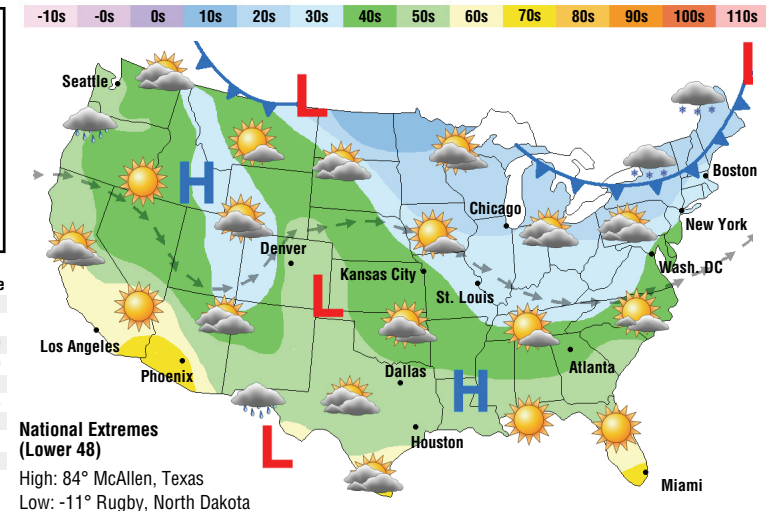 -10s -0s 0s 10s 20s 30s 40s 50s 60s 70s 80s 90s 100s 110s
L
Seattle
L
H
Boston
Chicago
New York
Denver
Wash. DC
Kansas City
St. Louis
L
Los Angeles
Atlanta
Phoenix
Dallas
H
National Extremes
(Lower 48)
Houston
L
High: 84° McAllen, Texas
Miami
Low: -11° Rugby, North Dakota
e